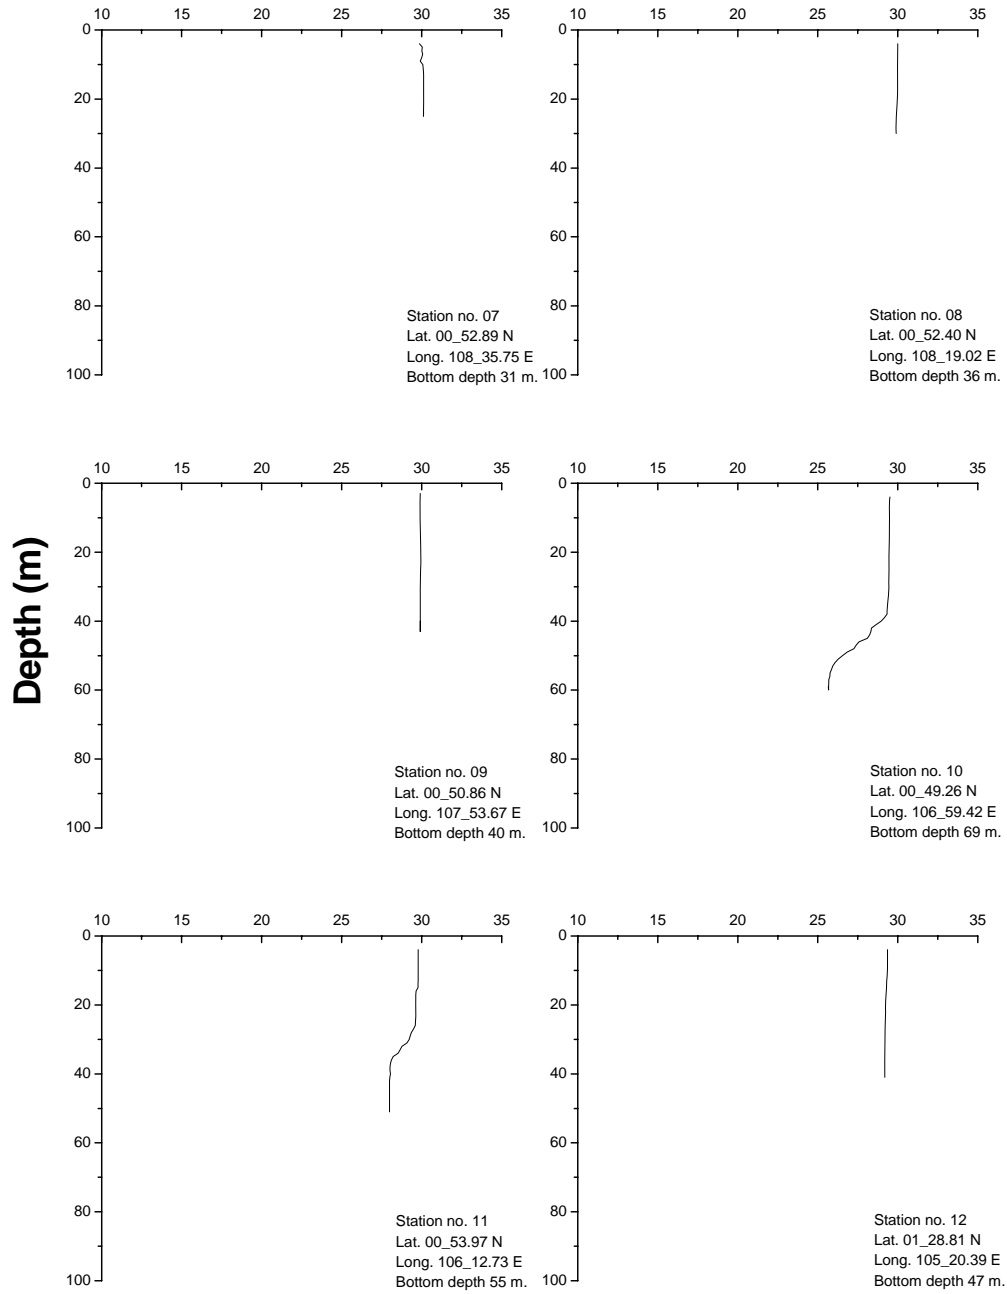 10 15 20 25 30 35
0
20
40
60
80
100
Station no. 07
Lat. 00_52.89 N
Long. 108_35.75 E
Bottom depth 31 m.
10 15 20 25 30 35
0
20
40
60
80
100
Station no. 08
Lat. 00_52.40 N
Long. 108_19.02 E
Bottom depth 36 m.
Depth (m)
10 15 20 25 30 35
0
20
40
60
80
100
Station no. 09
Lat. 00_50.86 N
Long. 107_53.67 E
Bottom depth 40 m.
10 15 20 25 30 35
0
20
40
60
80
100
Station no. 10
Lat. 00_49.26 N
Long. 106_59.42 E
Bottom depth 69 m.
10 15 20 25 30 35
0
20
40
60
80
100
Station no. 11
Lat. 00_53.97 N
Long. 106_12.73 E
Bottom depth 55 m.
10 15 20 25 30 35
0
20
40
60
80
100
Station no. 12
Lat. 01_28.81 N
Long. 105_20.39 E
Bottom depth 47 m.